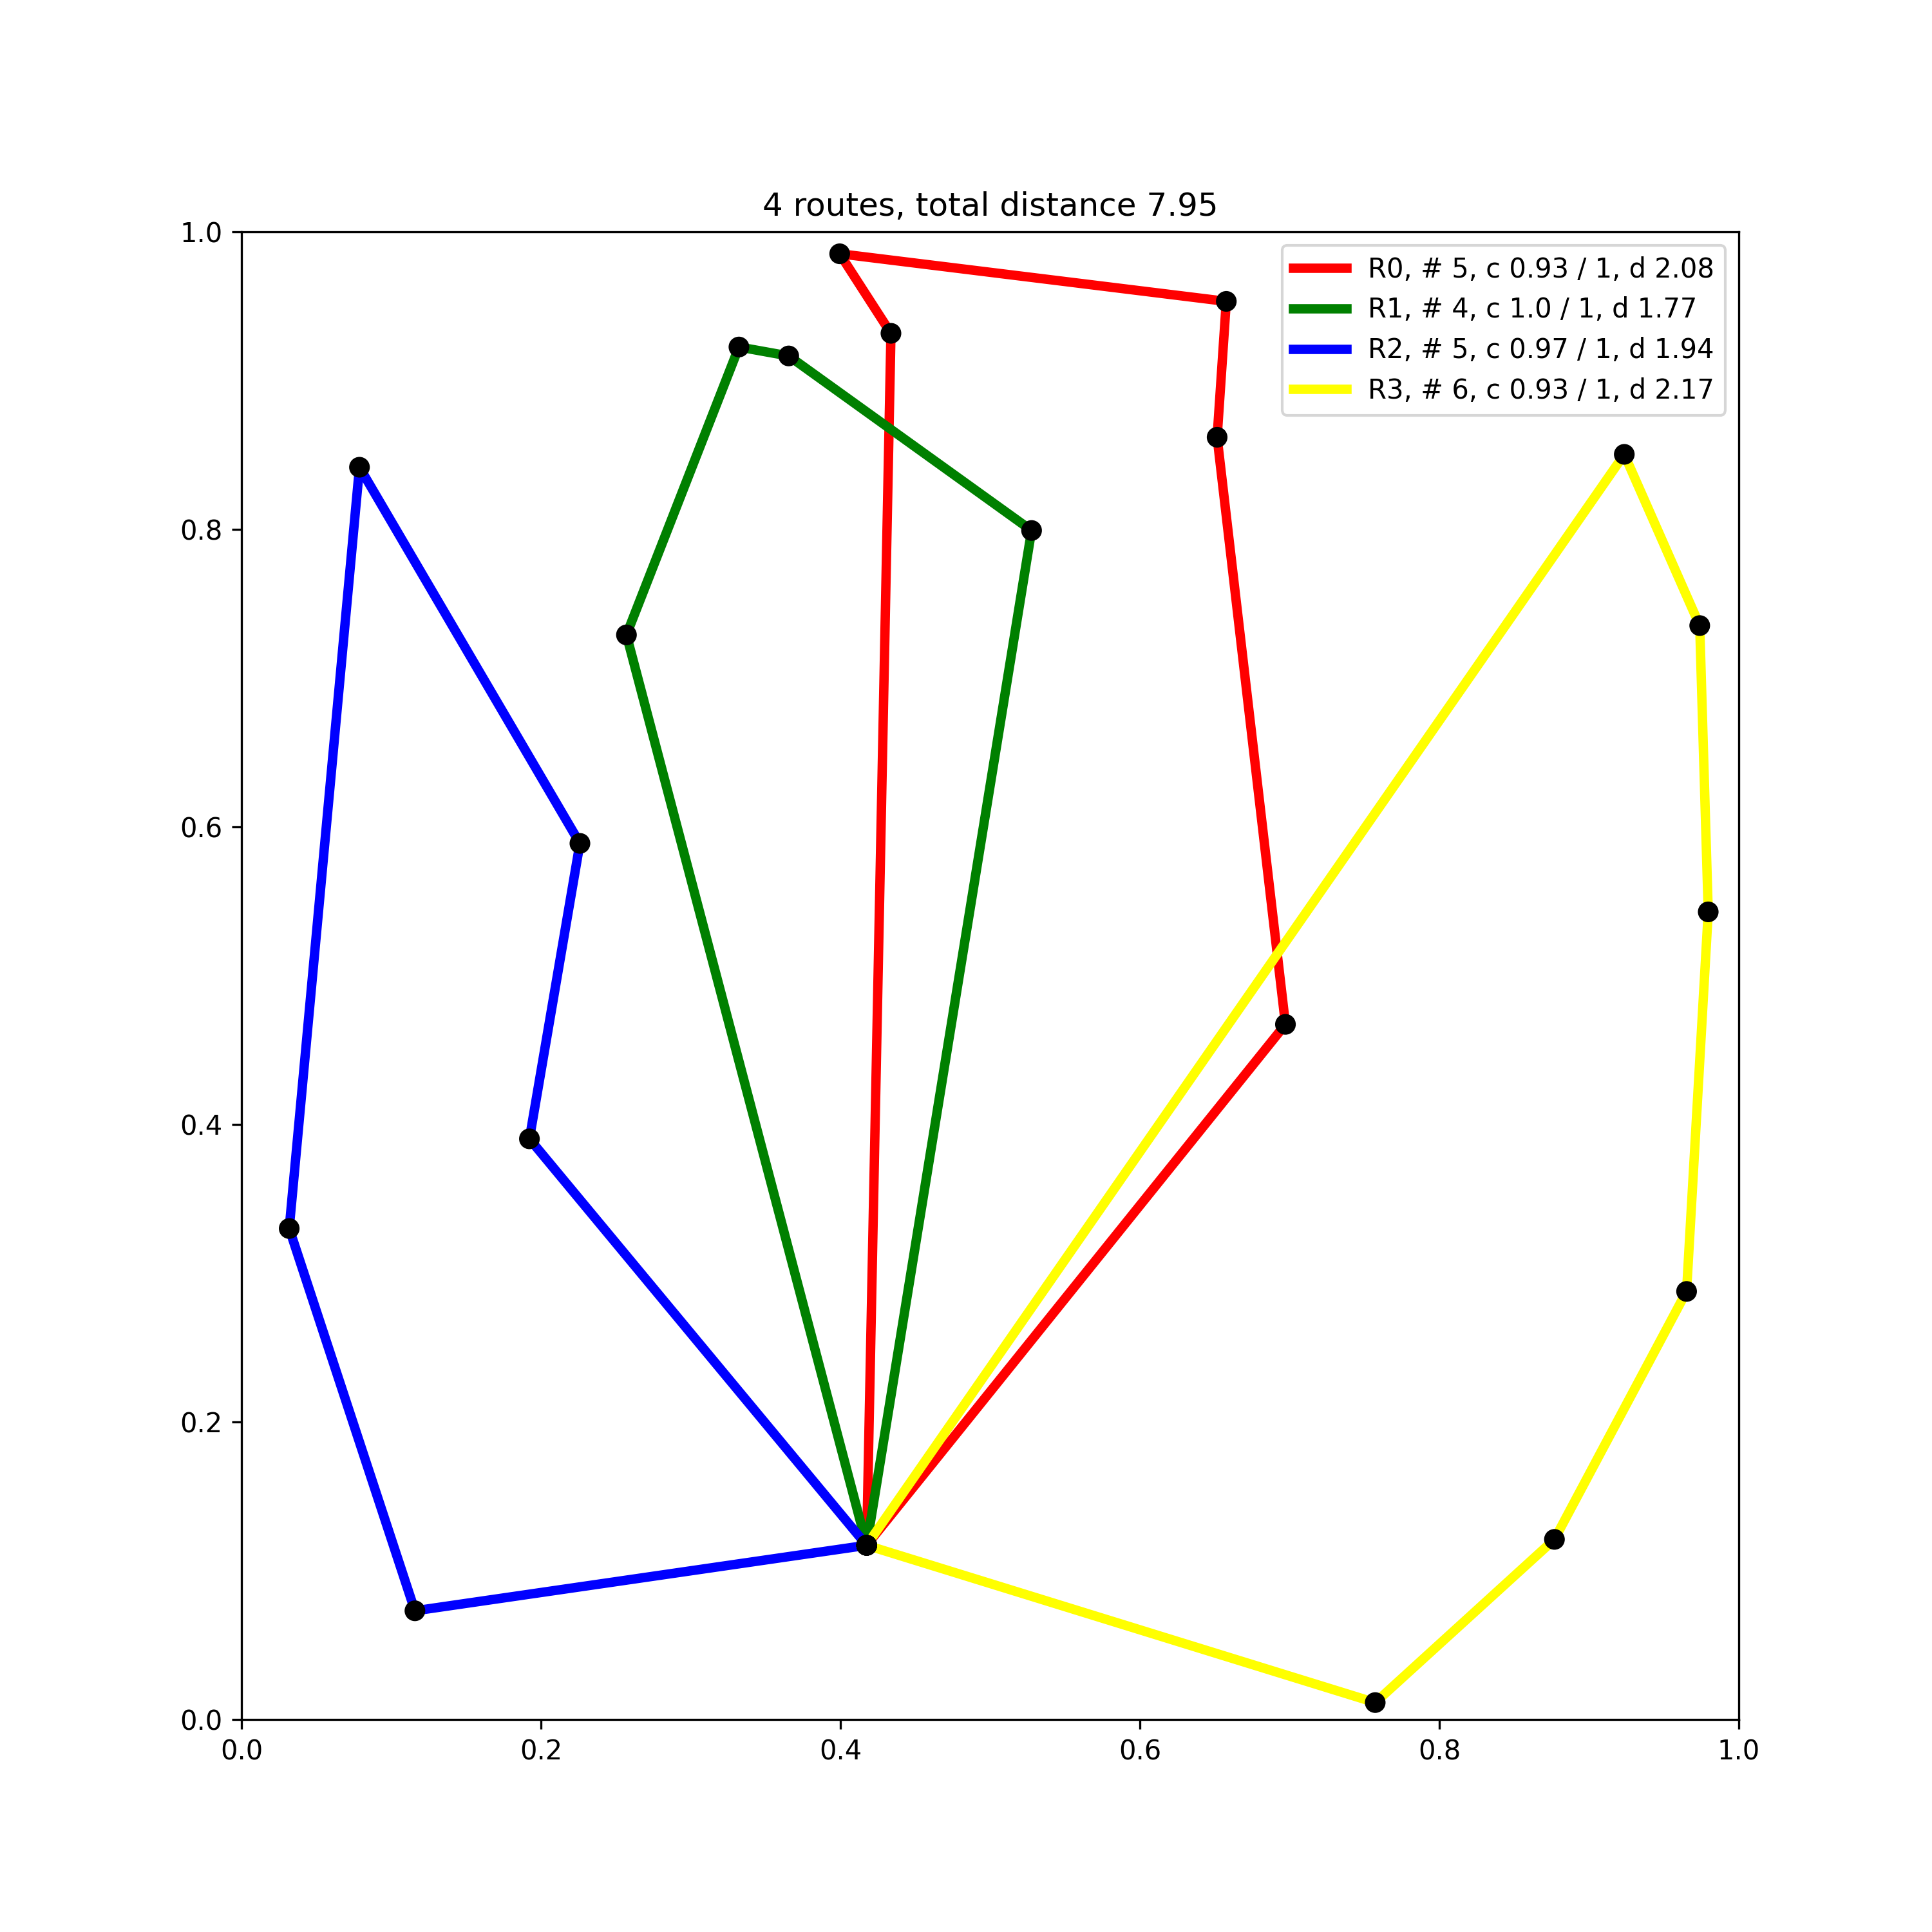 4 routes, total distance 7.95
1.0
R0, # 5, c 0.93 / 1, d 2.08
R1, # 4, c 1.0 / 1, d 1.77
R2, # 5, c 0.97 / 1, d 1.94
R3, # 6, c 0.93 / 1, d 2.17
0.8
0.6
0.4
0.2
0.0
0.0 0.2 0.4 0.6 0.8 1.0